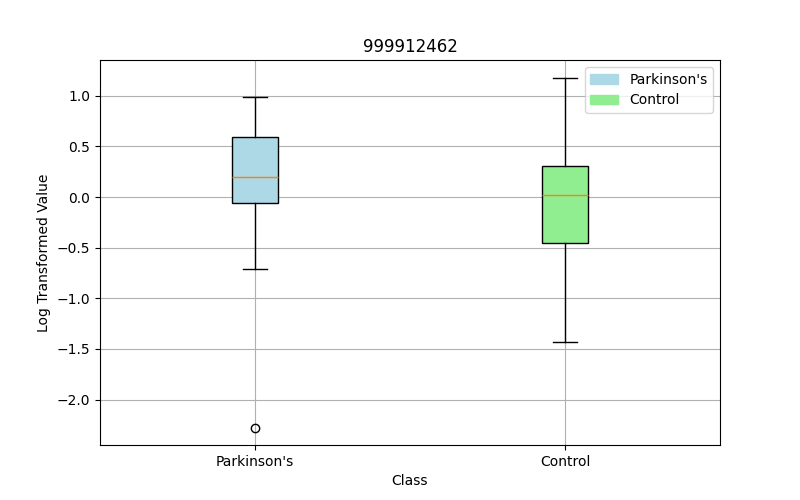 999912462
Parkinson's
Control
1.0
0.5
0.0
−0.5
−1.0
−1.5
−2.0
Log Transformed Value
Parkinson's
Control
Class